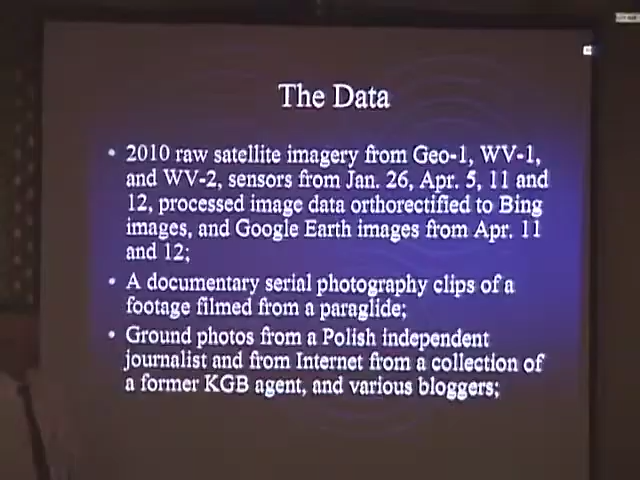 The Data
• 2010 raw satellite imagery from Geo-1, WV-1,
and WV-2, sensors from Jan. 26, Apr. 5, 11 and
12, processed image data orthorectified to Bing
images, and Google Earth images from Apr. 11
and 12;
• A documentary serial photography clips of a
footage filmed from a paraglide;
• Ground photos from a Polish independent
journalist and from Internet from a collection of
a former KGB agent, and various bloggers;